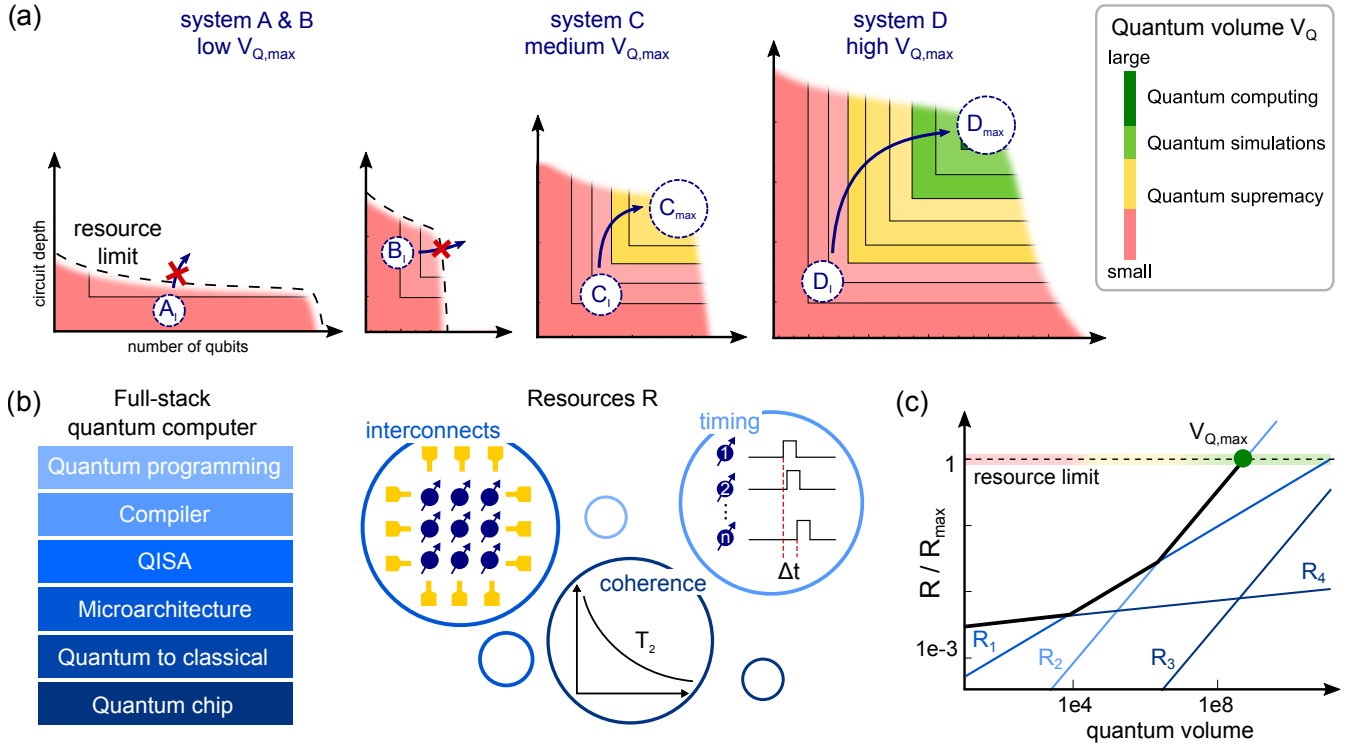 (a)
system A & B
low V_Q,max
system C
medium V_Q,max
system D
high V_Q,max
Quantum volume V_Q
large
Quantum computing
Quantum simulations
Quantum supremacy
small
circuit depth
resource
limit
A_I
B_I
C_I
C_max
D_I
D_max
number of qubits
(b)
Full-stack
quantum computer
Quantum programming
Compiler
QISA
Microarchitecture
Quantum to classical
Quantum chip
Resources R
interconnects
timing
1
2
n
Δt
coherence
T_2
(c)
V_Q,max
1
resource limit
R / R_max
1e-3
R_1
R_2
R_3
R_4
1e4
1e8
quantum volume